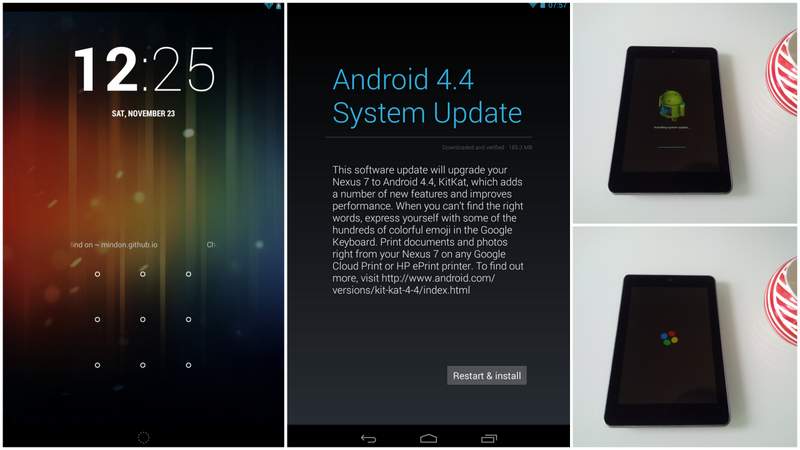 12:25
SAT, NOVEMBER 23
find on ~ mindon.github.io
Ch
07:57
Android 4.4
System Update
Downloaded and verified 180.3 MB
This software update will upgrade your
Nexus 7 to Android 4.4, KitKat, which adds
a number of new features and improves
performance. When you can't find the right
words, express yourself with some of the
hundreds of colorful emoji in the Google
Keyboard. Print documents and photos
right from your Nexus 7 on any Google
Cloud Print or HP ePrint printer. To find out
more, visit http://www.android.com/
versions/kit-kat-4-4/index.html
Restart & install
Installing system update...